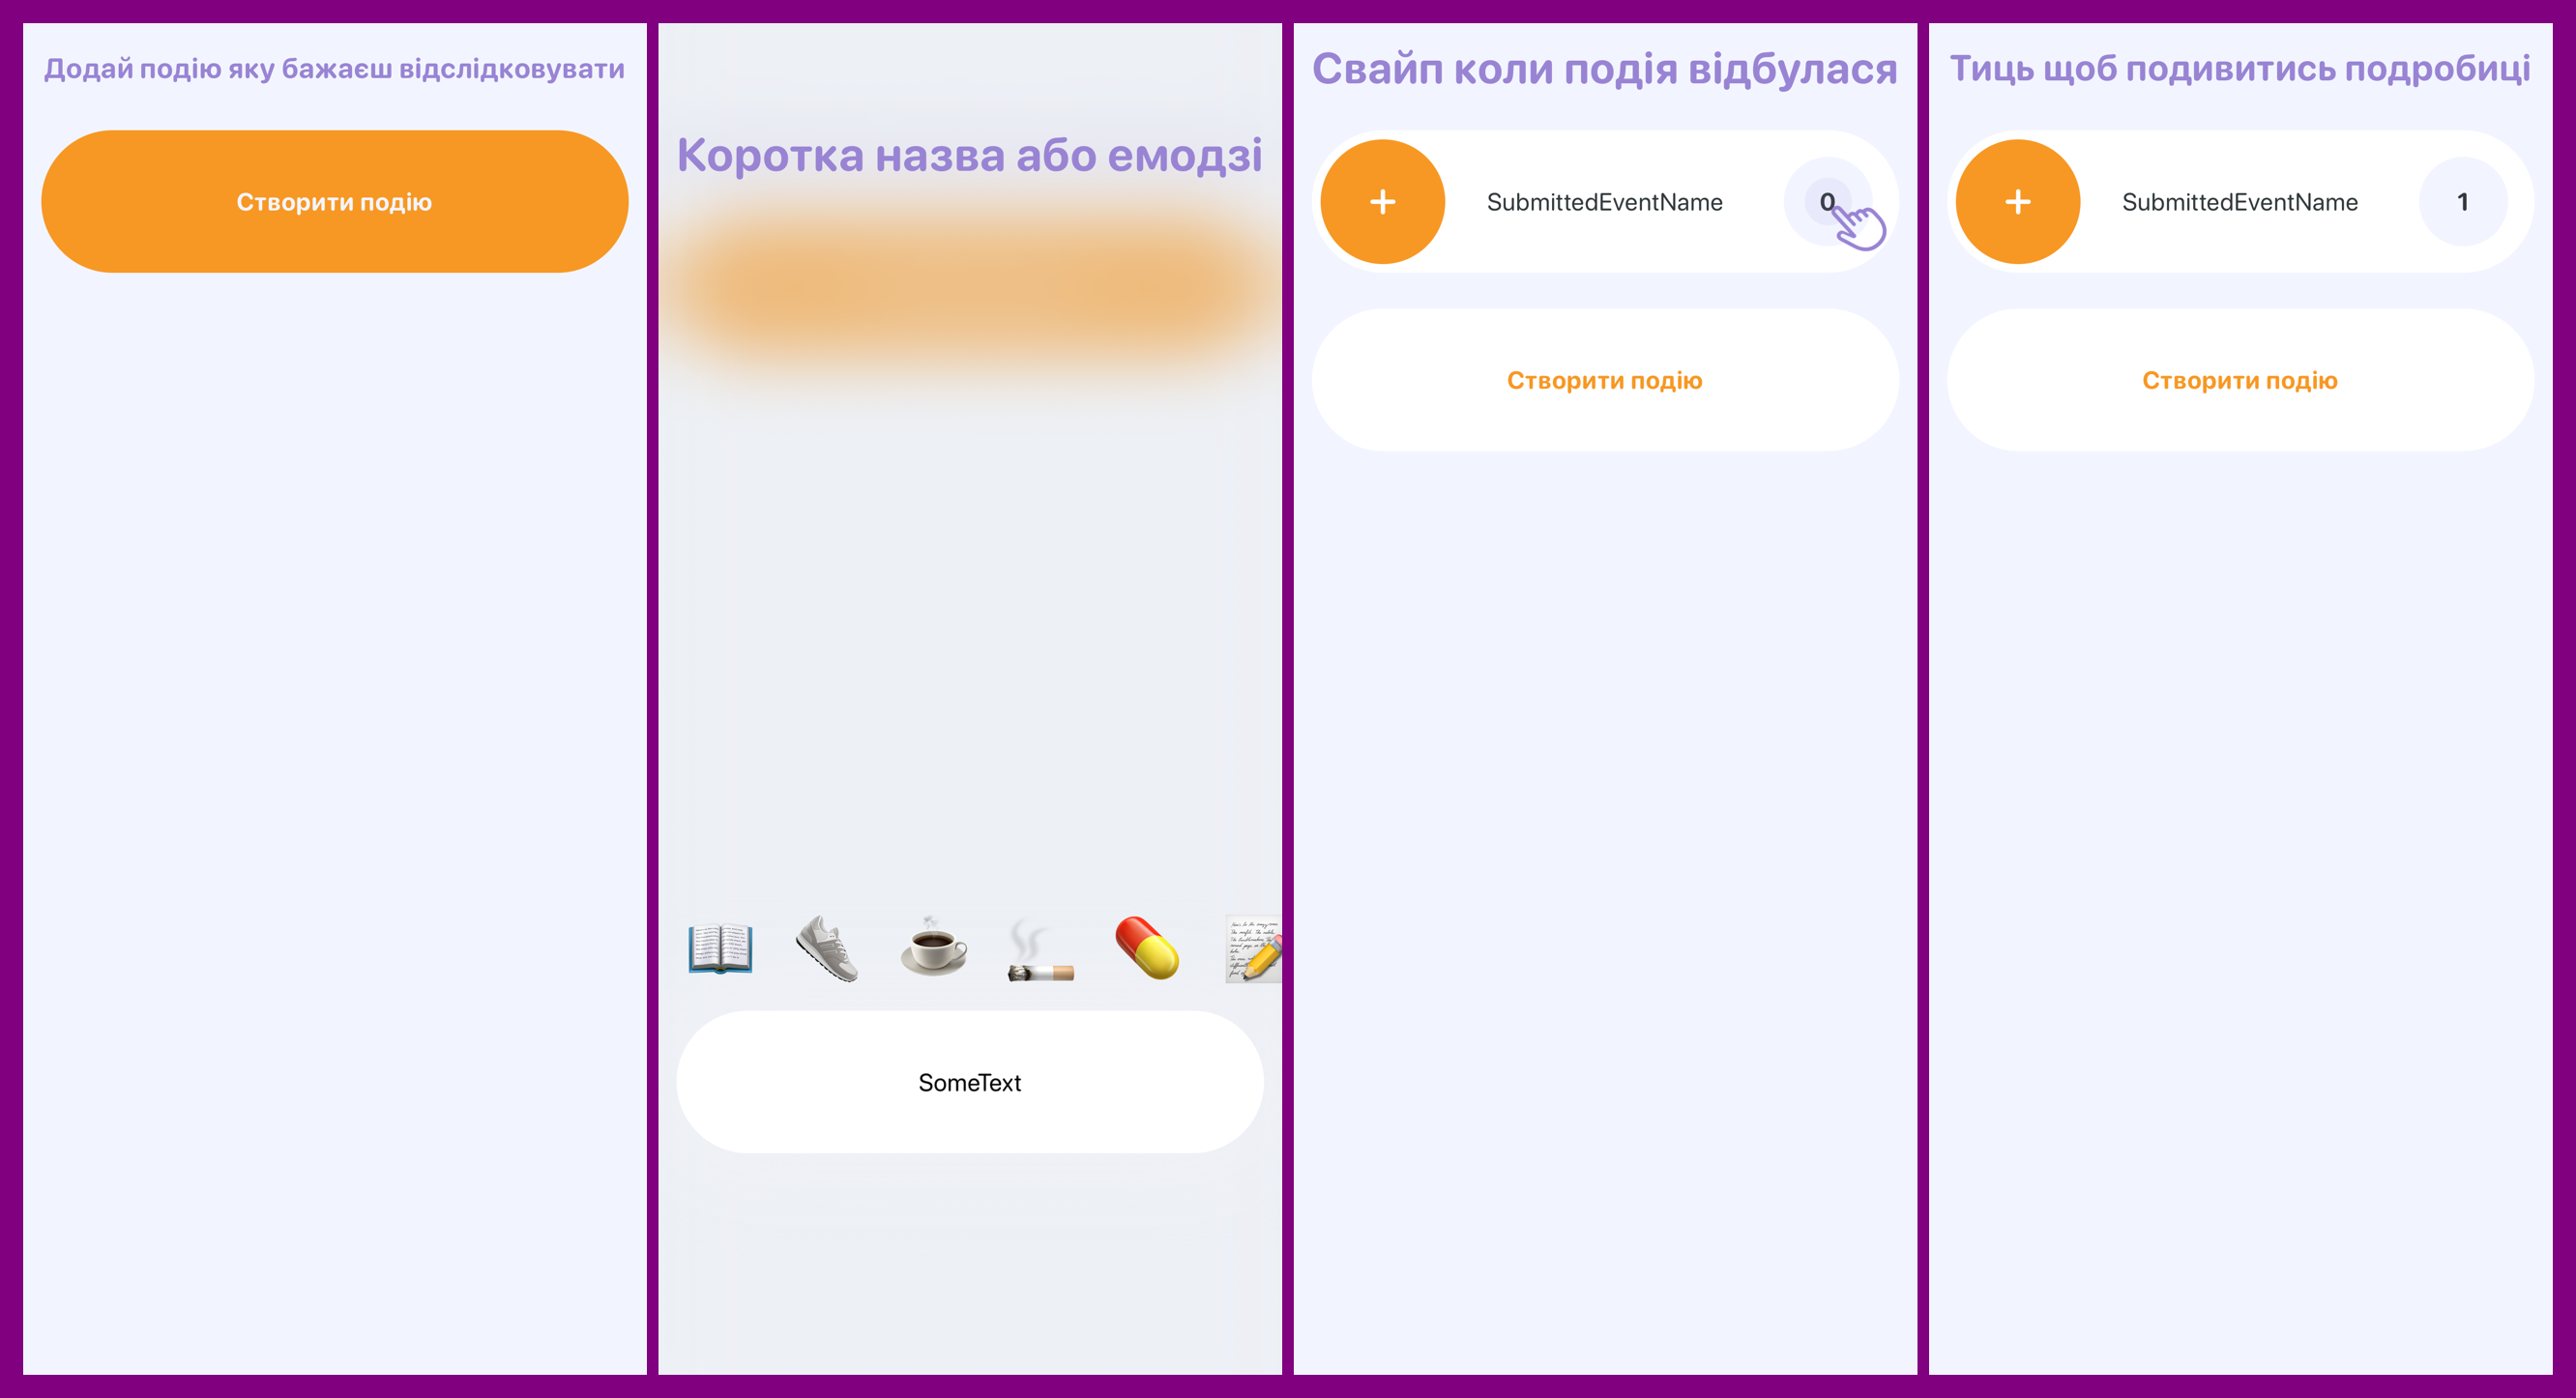 Додай подію яку бажаєш відслідковувати
Створити подію
Коротка назва або емодзі
SomeText
Свайп коли подія відбулася
+ SubmittedEventName 0
Створити подію
Тиць щоб подивитись подробиці
+ SubmittedEventName 1
Створити подію